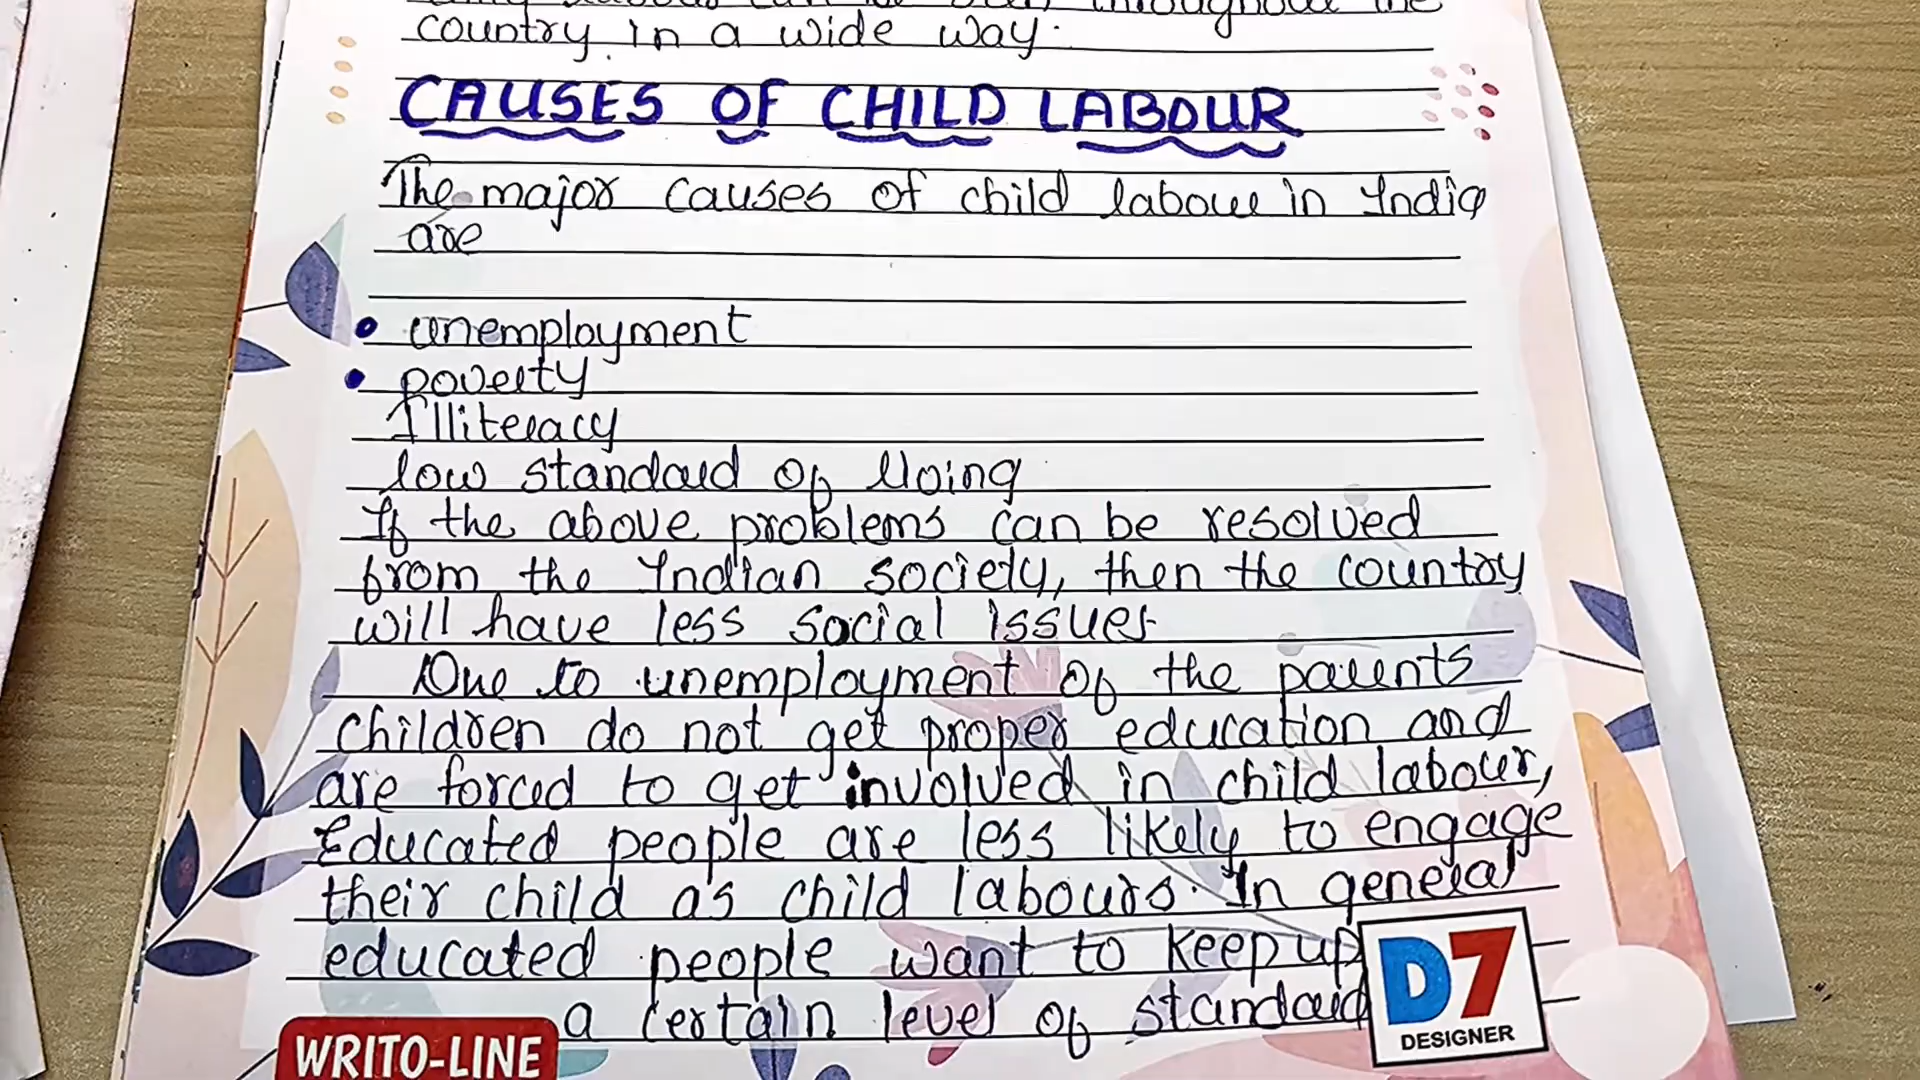 country in a wide way.
CAUSES OF CHILD LABOUR
The major causes of child labour in India
are
• unemployment
• poverty
Illiteracy
low standard of living
If the above problems can be resolved
from the Indian society, then the country
will have less social issues.
Due to unemployment of the parents
children do not get proper education and
are forced to get involved in child labour,
Educated people are less likely to engage
their child as child labours. In general
educated people want to keep up
a certain level of standard
D7
DESIGNER
WRITO-LINE